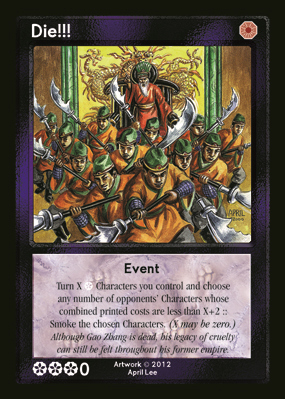 Die!!!
APRIL
Event
Turn X Characters you control and choose
any number of opponents' Characters whose
combined printed costs are less than X+2 ::
Smoke the chosen Characters. (X may be zero.)
Although Gao Zhang is dead, his legacy of cruelty
can still be felt throughout his former empire.
Artwork © 2012
April Lee
0